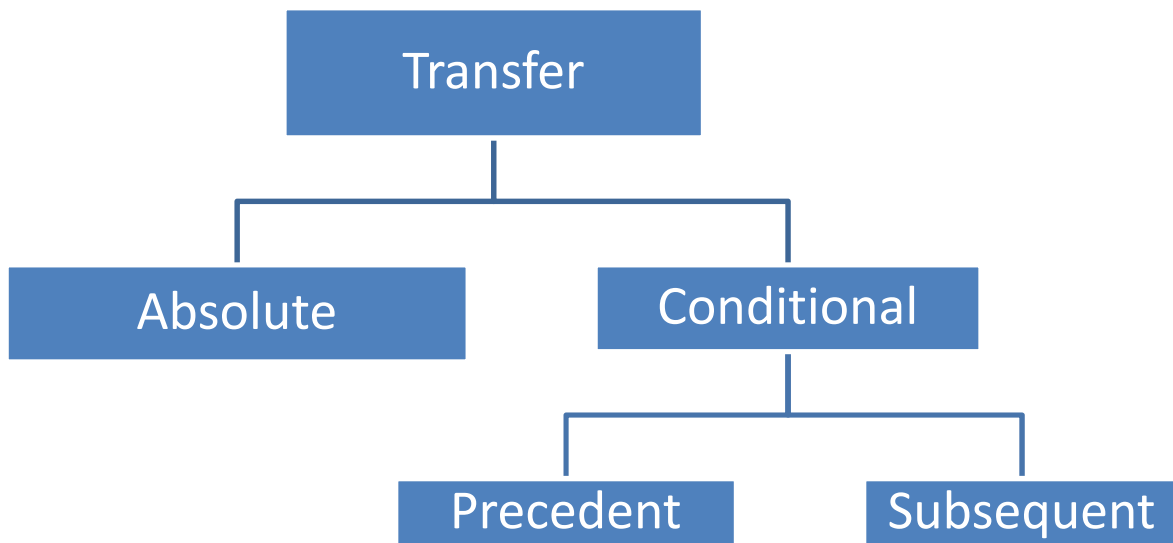 Transfer
Absolute
Conditional
Precedent
Subsequent